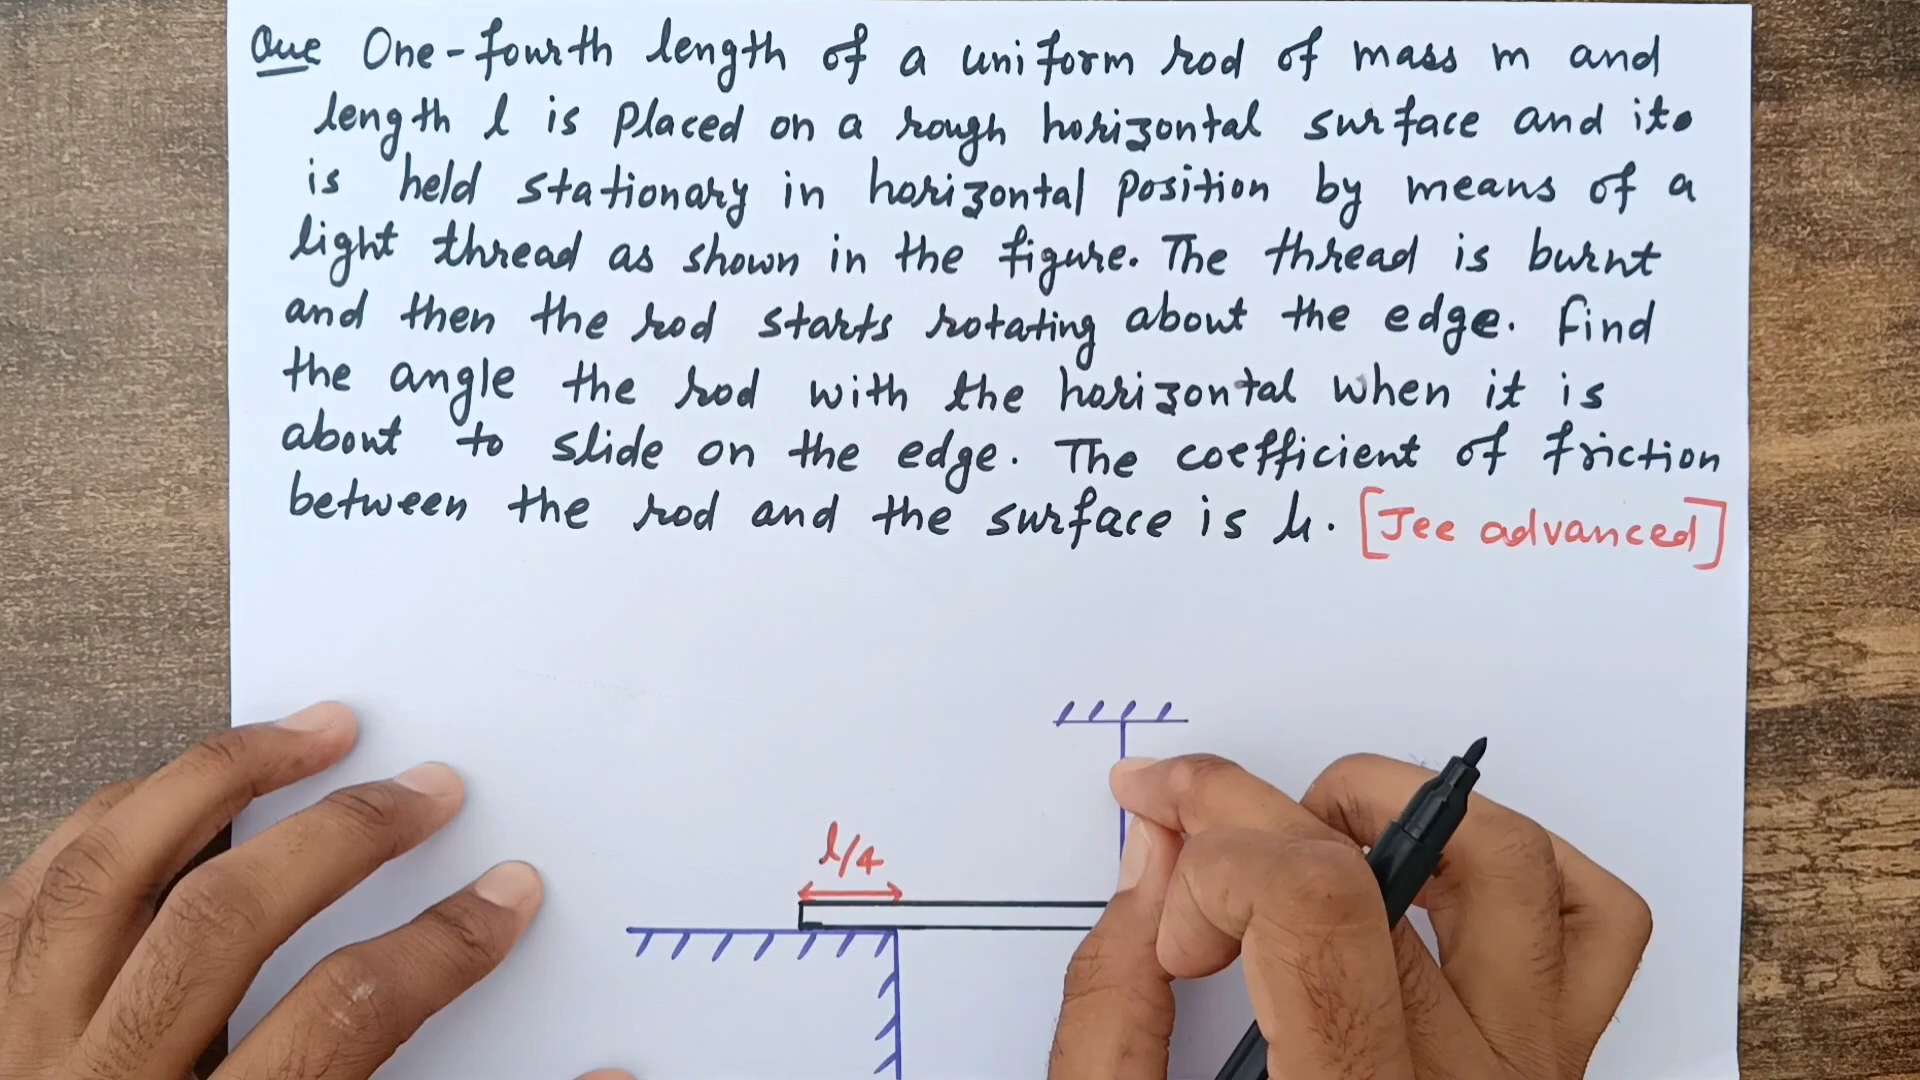 Que One-fourth length of a uniform rod of mass m and
length l is placed on a rough horizontal surface and it
is held stationary in horizontal position by means of a
light thread as shown in the figure. The thread is burnt
and then the rod starts rotating about the edge. find
the angle the rod with the horizontal when it is
about to slide on the edge. The coefficient of friction
between the rod and the surface is μ. [Jee advanced]
l/4